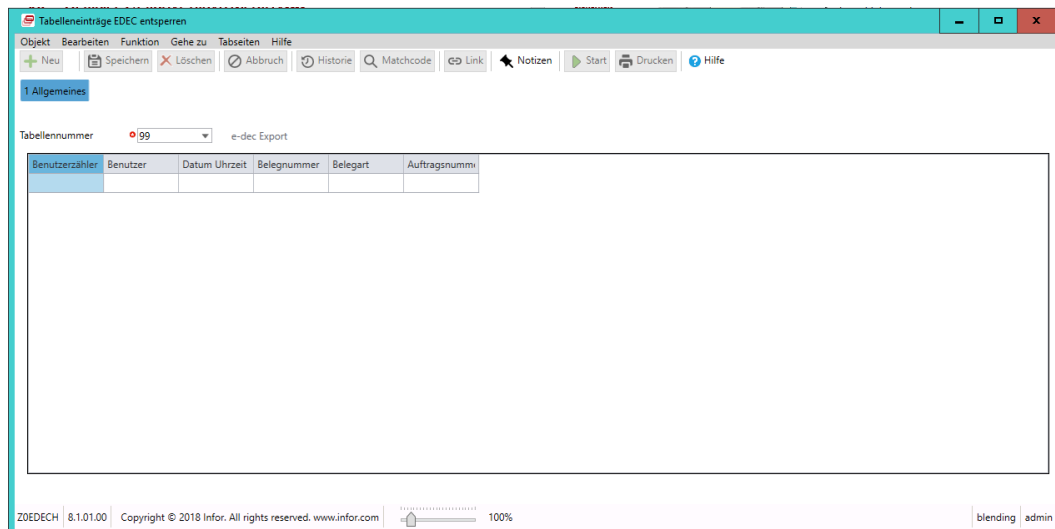 Tabelleneinträge EDEC entsperren
Objekt Bearbeiten Funktion Gehe zu Tabseiten Hilfe
Neu Speichern Löschen Abbruch Historie Matchcode Link Notizen Start Drucken Hilfe
1 Allgemeines
Tabellennummer 99 e-dec Export
Benutzerzähler Benutzer Datum Uhrzeit Belegnummer Belegart Auftragsnumme
Z0EDECH 8.1.01.00 Copyright © 2018 Infor. All rights reserved. www.infor.com 100% blending admin